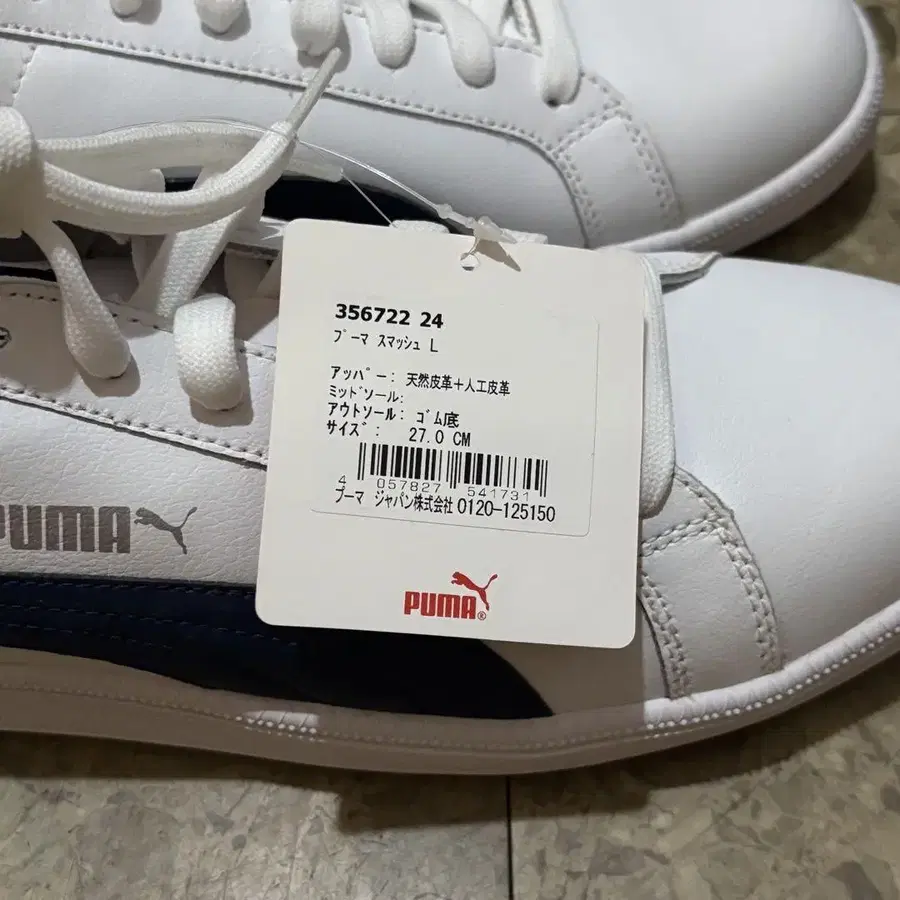 356722 24
プーマ スマッシュ L
アッパー: 天然皮革+人工皮革
ミッドソール:
アウトソール: ゴム底
サイズ: 27.0 CM
4 057827 541731
プーマ ジャパン株式会社 0120-125150
PUMA®
PUMA